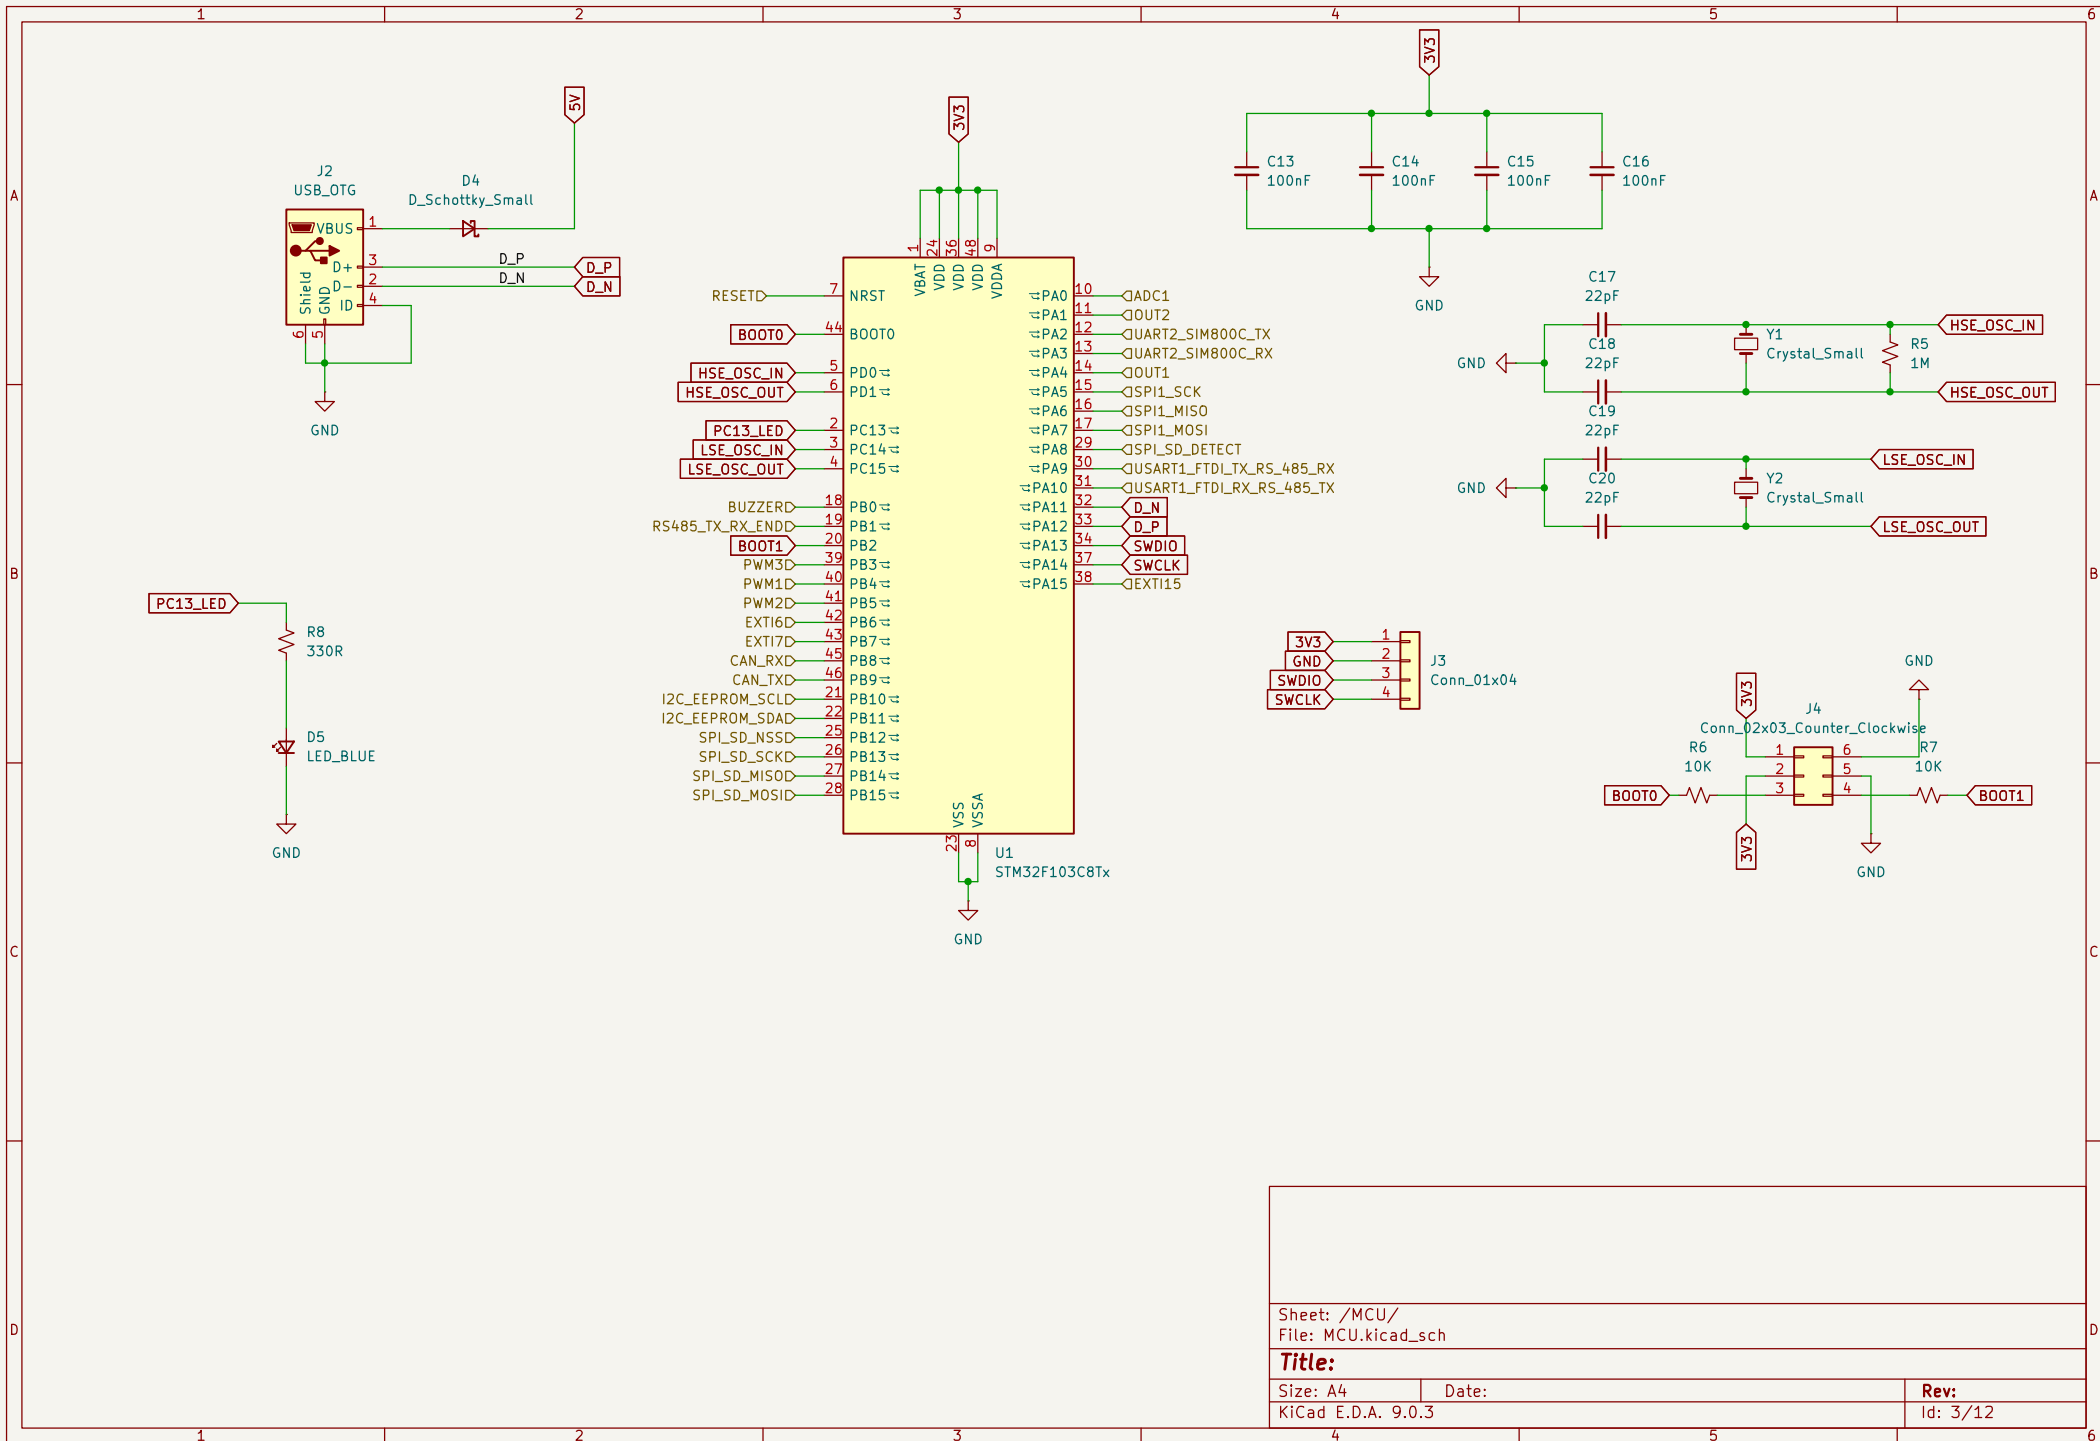 1 2 3 4 5 6
A
B
C
D
A
B
C
D
1 2 3 4 5 6
5V
J2
USB_OTG
D4
D_Schottky_Small
VBUS
D+
D-
ID
Shield
GND
1
3
2
4
6
5
D_P
D_N
D_P
D_N
GND
PC13_LED
R8
330R
D5
LED_BLUE
GND
3V3
1 24 36 48 9
VBAT VDD VDD VDD VDDA
RESET 7 NRST
BOOT0 44 BOOT0
HSE_OSC_IN 5 PD0
HSE_OSC_OUT 6 PD1
PC13_LED 2 PC13
LSE_OSC_IN 3 PC14
LSE_OSC_OUT 4 PC15
BUZZER 18 PB0
RS485_TX_RX_END 19 PB1
BOOT1 20 PB2
PWM3 39 PB3
PWM1 40 PB4
PWM2 41 PB5
EXTI6 42 PB6
EXTI7 43 PB7
CAN_RX 45 PB8
CAN_TX 46 PB9
I2C_EEPROM_SCL 21 PB10
I2C_EEPROM_SDA 22 PB11
SPI_SD_NSS 25 PB12
SPI_SD_SCK 26 PB13
SPI_SD_MISO 27 PB14
SPI_SD_MOSI 28 PB15
PA0 10 ADC1
PA1 11 OUT2
PA2 12 UART2_SIM800C_TX
PA3 13 UART2_SIM800C_RX
PA4 14 OUT1
PA5 15 SPI1_SCK
PA6 16 SPI1_MISO
PA7 17 SPI1_MOSI
PA8 29 SPI_SD_DETECT
PA9 30 USART1_FTDI_TX_RS_485_RX
PA10 31 USART1_FTDI_RX_RS_485_TX
PA11 32 D_N
PA12 33 D_P
PA13 34 SWDIO
PA14 37 SWCLK
PA15 38 EXTI15
VSS VSSA
23 8
U1
STM32F103C8Tx
GND
3V3
C13
100nF
C14
100nF
C15
100nF
C16
100nF
GND
C17
22pF
C18
22pF
GND
Y1
Crystal_Small
R5
1M
HSE_OSC_IN
HSE_OSC_OUT
C19
22pF
C20
22pF
GND
Y2
Crystal_Small
LSE_OSC_IN
LSE_OSC_OUT
3V3 1
GND 2
SWDIO 3
SWCLK 4
J3
Conn_01x04
GND
3V3
J4
Conn_02x03_Counter_Clockwise
R6
10K
R7
10K
1 6
2 5
3 4
BOOT0
BOOT1
3V3
GND
Sheet: /MCU/
File: MCU.kicad_sch
Title:
Size: A4 Date: Rev:
KiCad E.D.A. 9.0.3 Id: 3/12